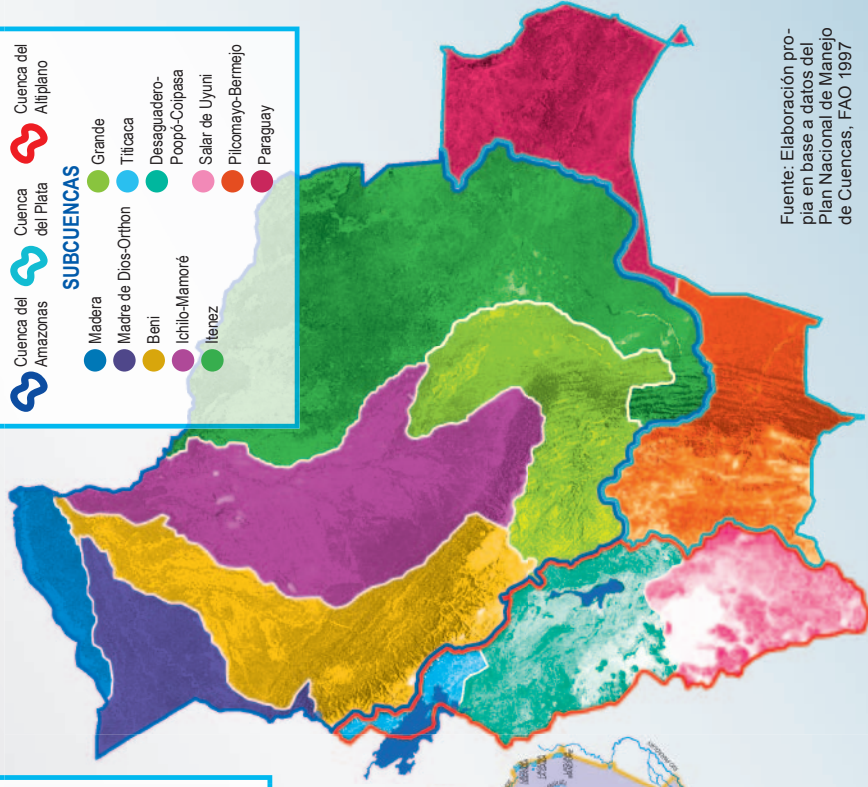 Cuenca del
Amazonas
Cuenca
del Plata
Cuenca del
Altiplano
SUBCUENCAS
Madera
Madre de Dios-Orthon
Beni
Ichilo-Mamoré
Itenez
Grande
Titicaca
Desaguadero-
Poopó-Coipasa
Salar de Uyuni
Pilcomayo-Bermejo
Paraguay
Fuente: Elaboración pro-
pia en base a datos del
Plan Nacional de Manejo
de Cuencas, FAO 1997